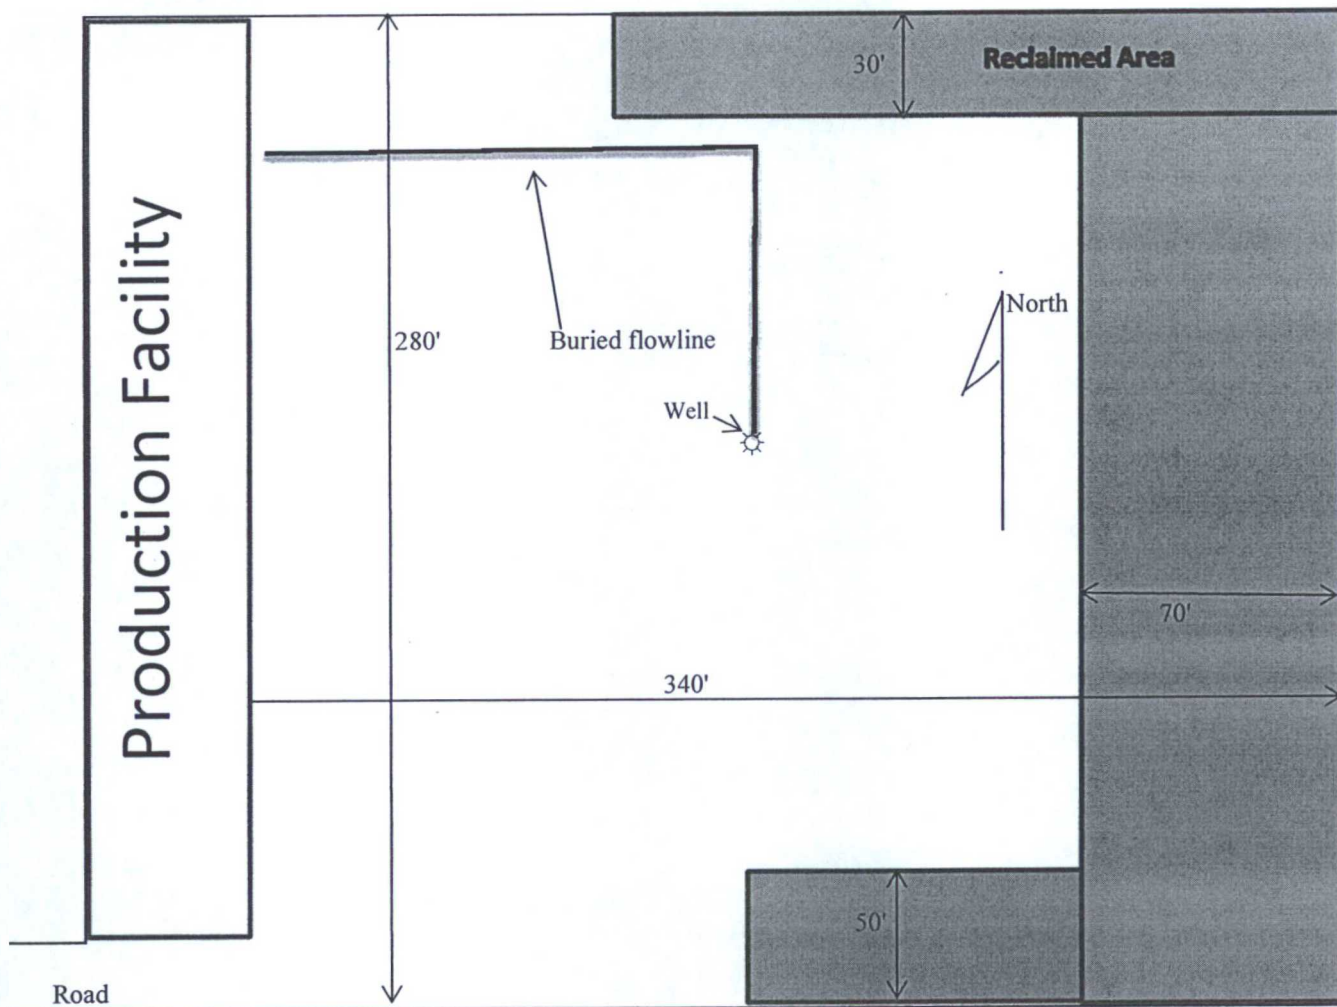 30'
Reclaimed Area
Production Facility
280'
Buried flowline
North
Well
70'
340'
50'
Road